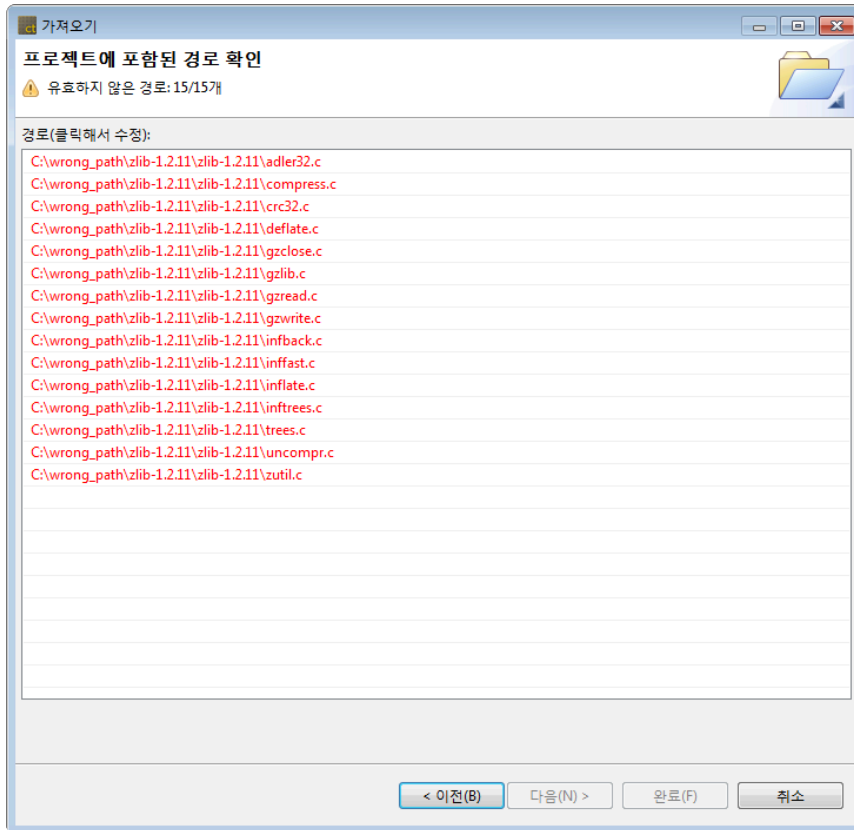 ct 가져오기
프로젝트에 포함된 경로 확인
유효하지 않은 경로: 15/15개
경로(클릭해서 수정):
C:\wrong_path\zlib-1.2.11\zlib-1.2.11\adler32.c
C:\wrong_path\zlib-1.2.11\zlib-1.2.11\compress.c
C:\wrong_path\zlib-1.2.11\zlib-1.2.11\crc32.c
C:\wrong_path\zlib-1.2.11\zlib-1.2.11\deflate.c
C:\wrong_path\zlib-1.2.11\zlib-1.2.11\gzclose.c
C:\wrong_path\zlib-1.2.11\zlib-1.2.11\gzlib.c
C:\wrong_path\zlib-1.2.11\zlib-1.2.11\gzread.c
C:\wrong_path\zlib-1.2.11\zlib-1.2.11\gzwrite.c
C:\wrong_path\zlib-1.2.11\zlib-1.2.11\infback.c
C:\wrong_path\zlib-1.2.11\zlib-1.2.11\inffast.c
C:\wrong_path\zlib-1.2.11\zlib-1.2.11\inflate.c
C:\wrong_path\zlib-1.2.11\zlib-1.2.11\inftrees.c
C:\wrong_path\zlib-1.2.11\zlib-1.2.11\trees.c
C:\wrong_path\zlib-1.2.11\zlib-1.2.11\uncompr.c
C:\wrong_path\zlib-1.2.11\zlib-1.2.11\zutil.c
< 이전(B) 다음(N) > 완료(F) 취소